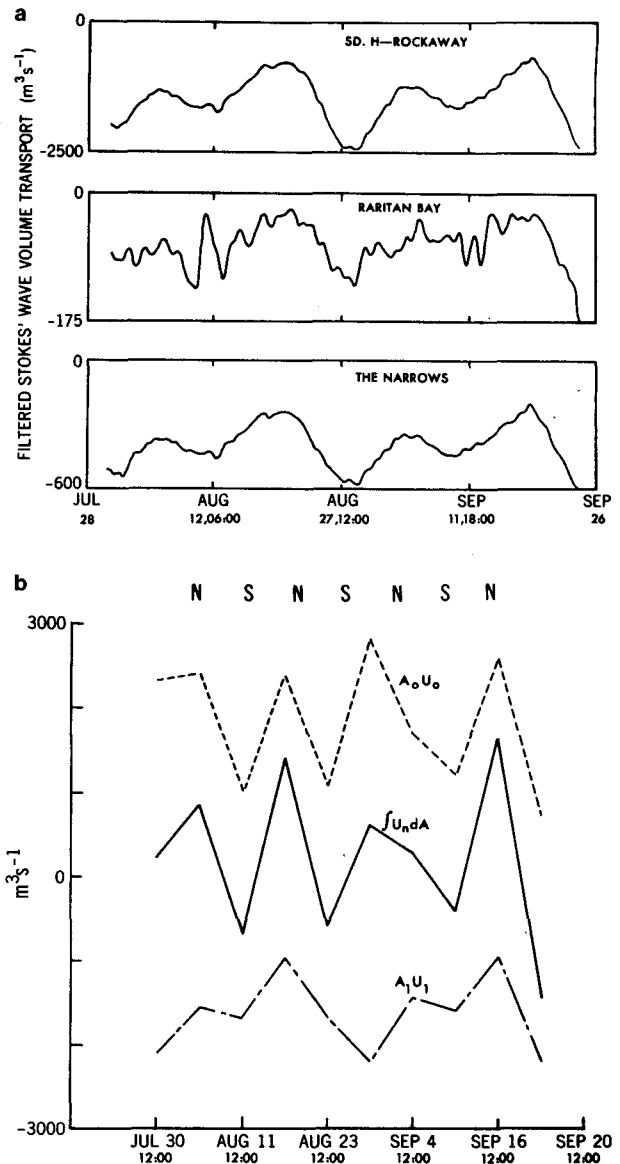 a
FILTERED STOKES' WAVE VOLUME TRANSPORT (m³s⁻¹)
0
SD. H—ROCKAWAY
-2500
0
RARITAN BAY
-175
0
THE NARROWS
-600
JUL AUG AUG SEP SEP
28 12,06:00 27,12:00 11,18:00 26
b
N S N S N S N
3000
A₀U₀
∫UₙdA
m³s⁻¹
0
A₁U₁
-3000
JUL 30 AUG 11 AUG 23 SEP 4 SEP 16 SEP 20
12:00 12:00 12:00 12:00 12:00 12:00